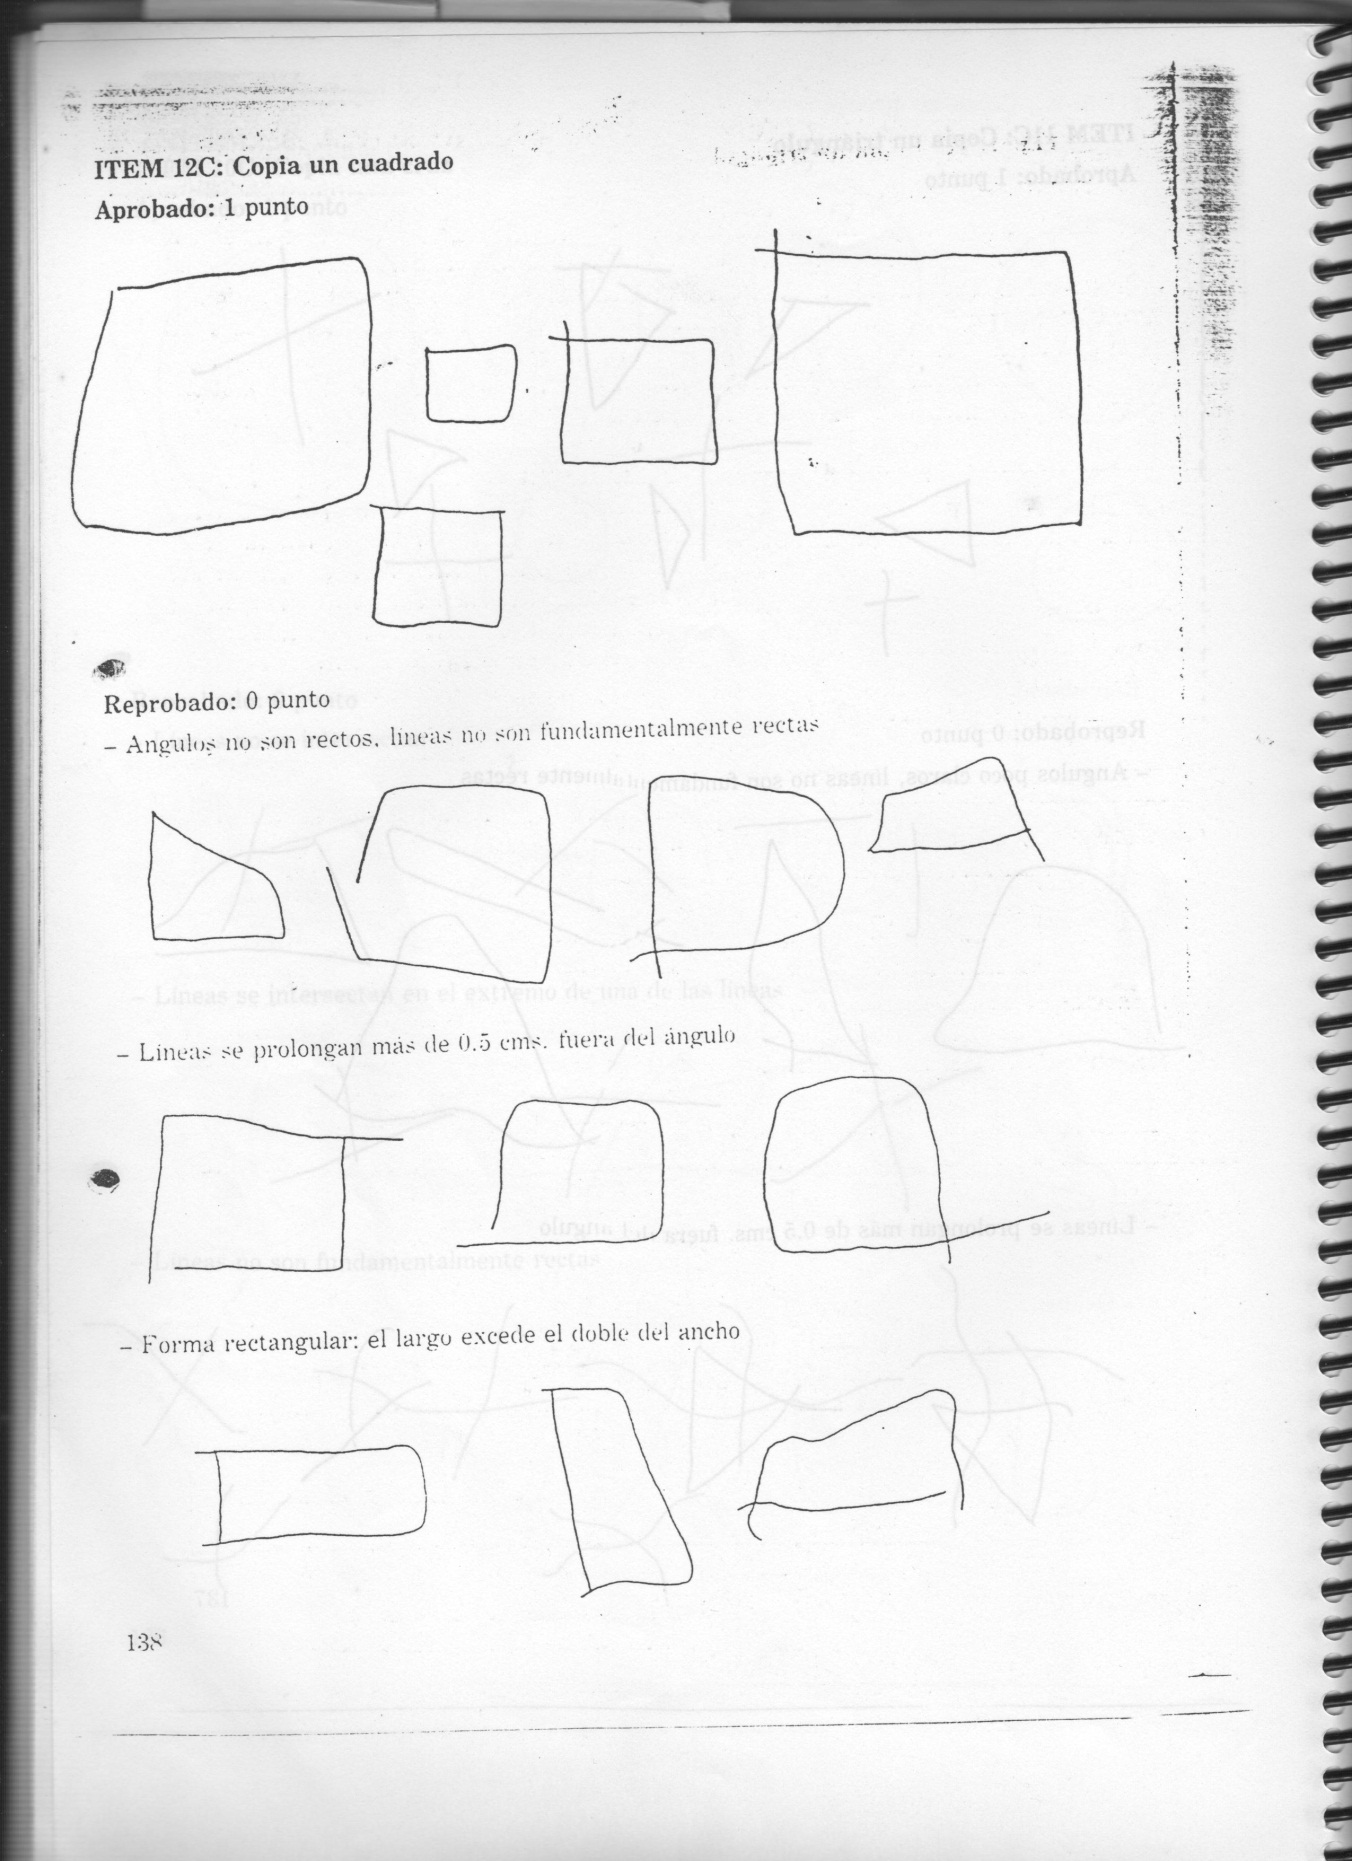 ITEM 12C: Copia un cuadrado
Aprobado: 1 punto
Reprobado: 0 punto
– Angulos no son rectos, líneas no son fundamentalmente rectas
– Líneas se prolongan más de 0.5 cms. fuera del ángulo
– Forma rectangular: el largo excede el doble del ancho
138